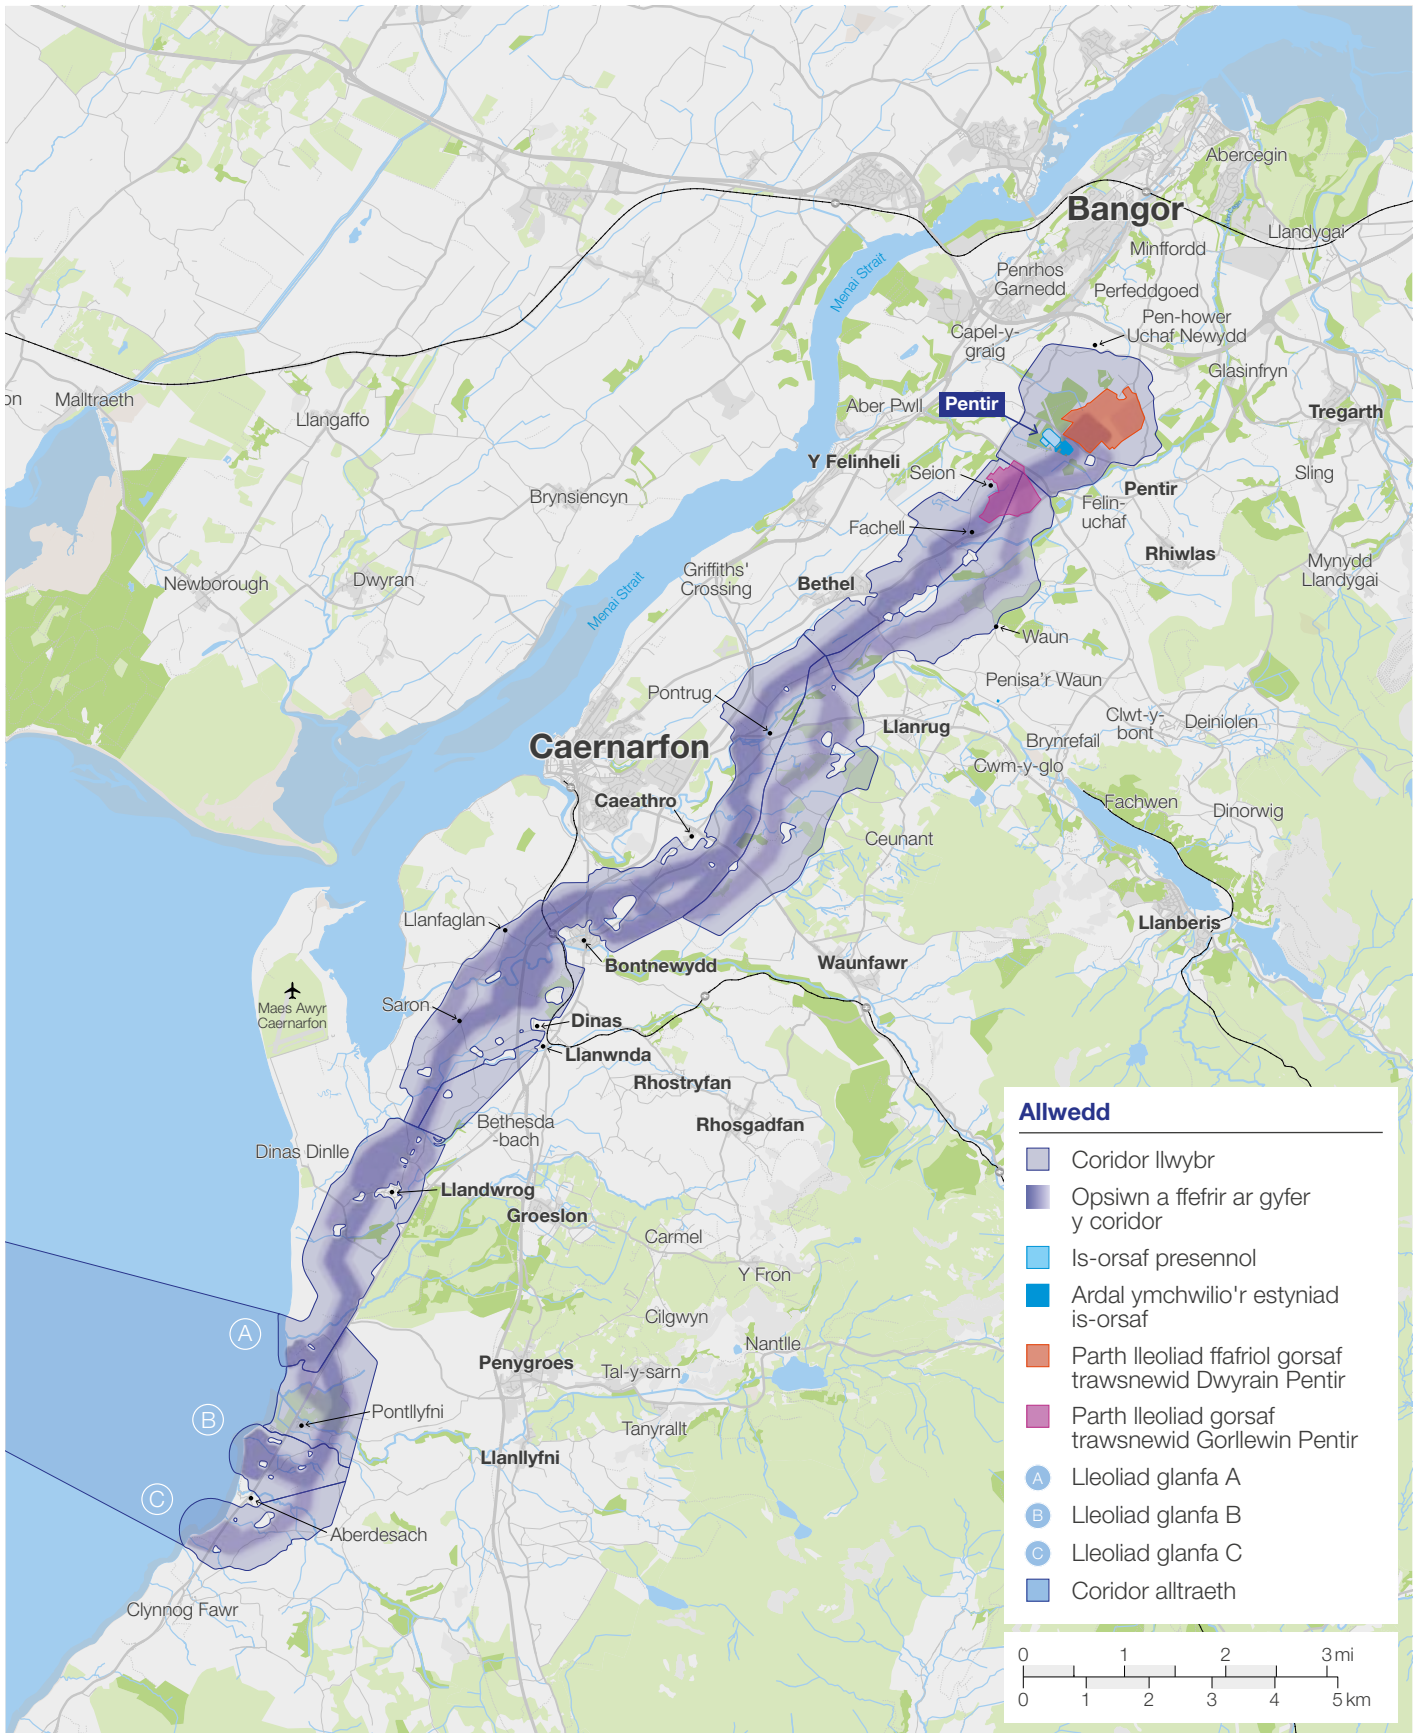 Abercegin
Bangor
Llandygai
Minffordd
Menai Strait
Penrhos
Garnedd
Perfeddgoed
Pen-hower
Uchaf Newydd
Capel-y-
graig
Glasinfryn
on
Malltraeth
Llangaffo
Aber Pwll
Pentir
Tregarth
Y Felinheli
Seion
Sling
Brynsiencyn
Pentir
Felin-
uchaf
Fachell
Rhiwlas
Mynydd
Llandygai
Newborough
Dwyran
Griffiths'
Crossing
Bethel
Menai Strait
Waun
Penisa'r Waun
Pontrug
Clwt-y-
bont
Deiniolen
Llanrug
Brynrefail
Caernarfon
Cwm-y-glo
Caeathro
Fachwen
Dinorwig
Ceunant
Llanfaglan
Llanberis
Bontnewydd
Waunfawr
Maes Awyr
Caernarfon
Saron
Dinas
Llanwnda
Rhostryfan
Rhosgadfan
Bethesda
-bach
Dinas Dinlle
Llandwrog
Groeslon
Carmel
Y Fron
Cilgwyn
A
Nantlle
Penygroes
Tal-y-sarn
B
Pontllyfni
Tanyrallt
Llanllyfni
C
Aberdesach
Clynnog Fawr
Allwedd
Coridor llwybr
Opsiwn a ffefrir ar gyfer
y coridor
Is-orsaf presennol
Ardal ymchwilio'r estyniad
is-orsaf
Parth lleoliad ffafriol gorsaf
trawsnewid Dwyrain Pentir
Parth lleoliad gorsaf
trawsnewid Gorllewin Pentir
A Lleoliad glanfa A
B Lleoliad glanfa B
C Lleoliad glanfa C
Coridor alltraeth
0 1 2 3 mi
0 1 2 3 4 5 km